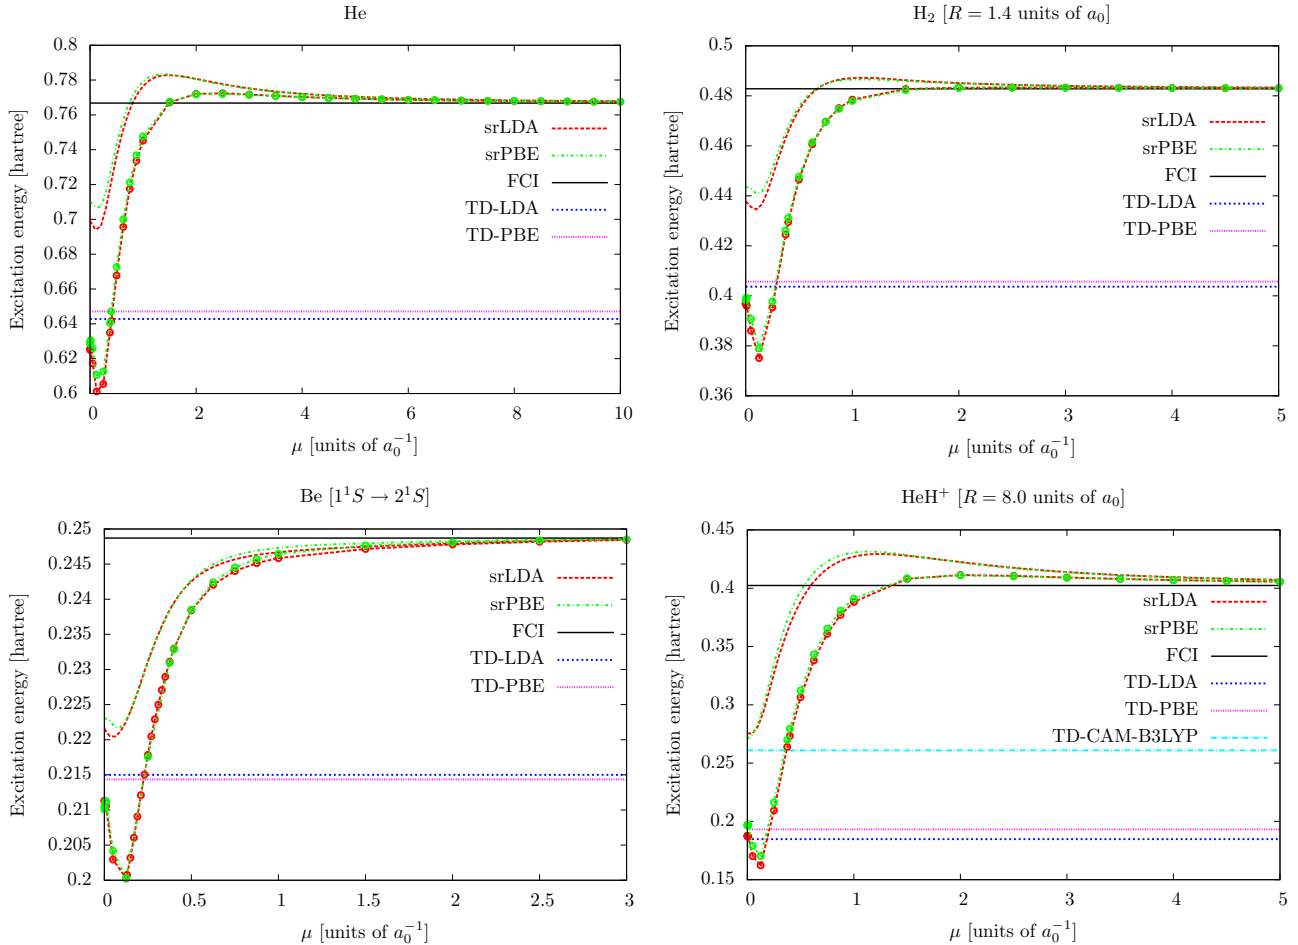 He
0.8
0.78
0.76
0.74
0.72
0.7
0.68
0.66
0.64
0.62
0.6
Excitation energy [hartree]
srLDA
srPBE
FCI
TD-LDA
TD-PBE
0 2 4 6 8 10
μ [units of a₀⁻¹]
H₂ [R = 1.4 units of a₀]
0.5
0.48
0.46
0.44
0.42
0.4
0.38
0.36
Excitation energy [hartree]
srLDA
srPBE
FCI
TD-LDA
TD-PBE
0 1 2 3 4 5
μ [units of a₀⁻¹]
Be [1¹S → 2¹S]
0.25
0.245
0.24
0.235
0.23
0.225
0.22
0.215
0.21
0.205
0.2
Excitation energy [hartree]
srLDA
srPBE
FCI
TD-LDA
TD-PBE
0 0.5 1 1.5 2 2.5 3
μ [units of a₀⁻¹]
HeH⁺ [R = 8.0 units of a₀]
0.45
0.4
0.35
0.3
0.25
0.2
0.15
Excitation energy [hartree]
srLDA
srPBE
FCI
TD-LDA
TD-PBE
TD-CAM-B3LYP
0 1 2 3 4 5
μ [units of a₀⁻¹]